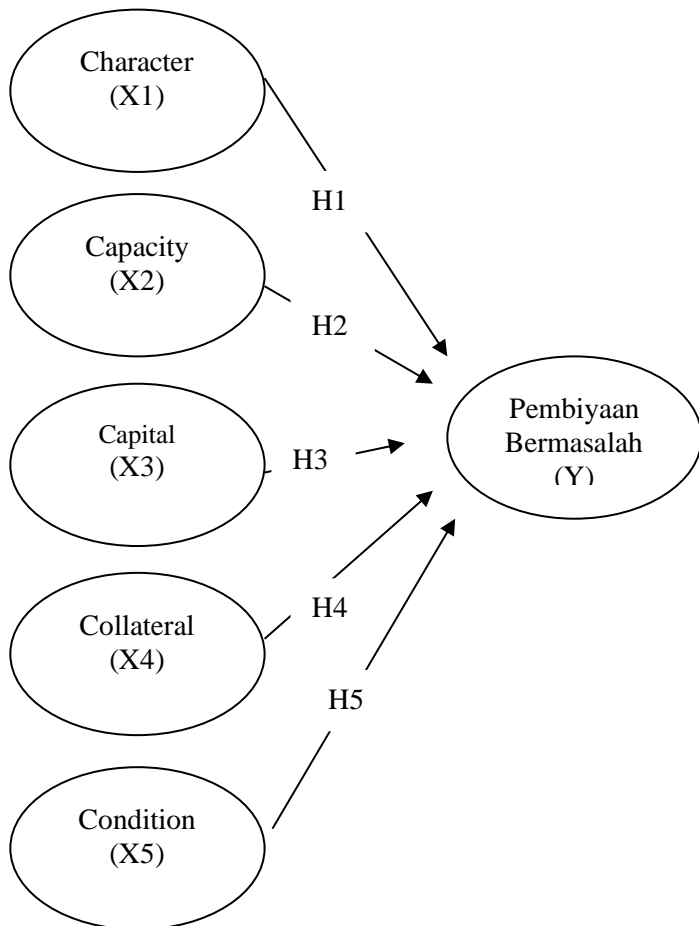 Character
(X1)
H1
Capacity
(X2)
H2
Pembiyaan
Bermasalah
(Y)
Capital
(X3)
H3
Collateral
(X4)
H4
H5
Condition
(X5)